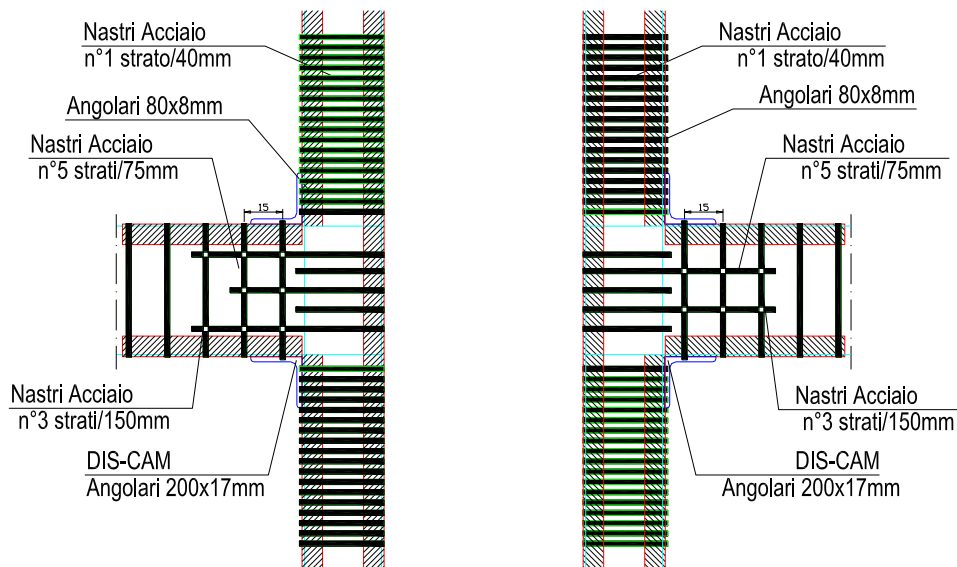 Nastri Acciaio
n°1 strato/40mm
Angolari 80x8mm
Nastri Acciaio
n°5 strati/75mm
15
Nastri Acciaio
n°3 strati/150mm
DIS-CAM
Angolari 200x17mm
Nastri Acciaio
n°1 strato/40mm
Angolari 80x8mm
Nastri Acciaio
n°5 strati/75mm
15
Nastri Acciaio
n°3 strati/150mm
DIS-CAM
Angolari 200x17mm